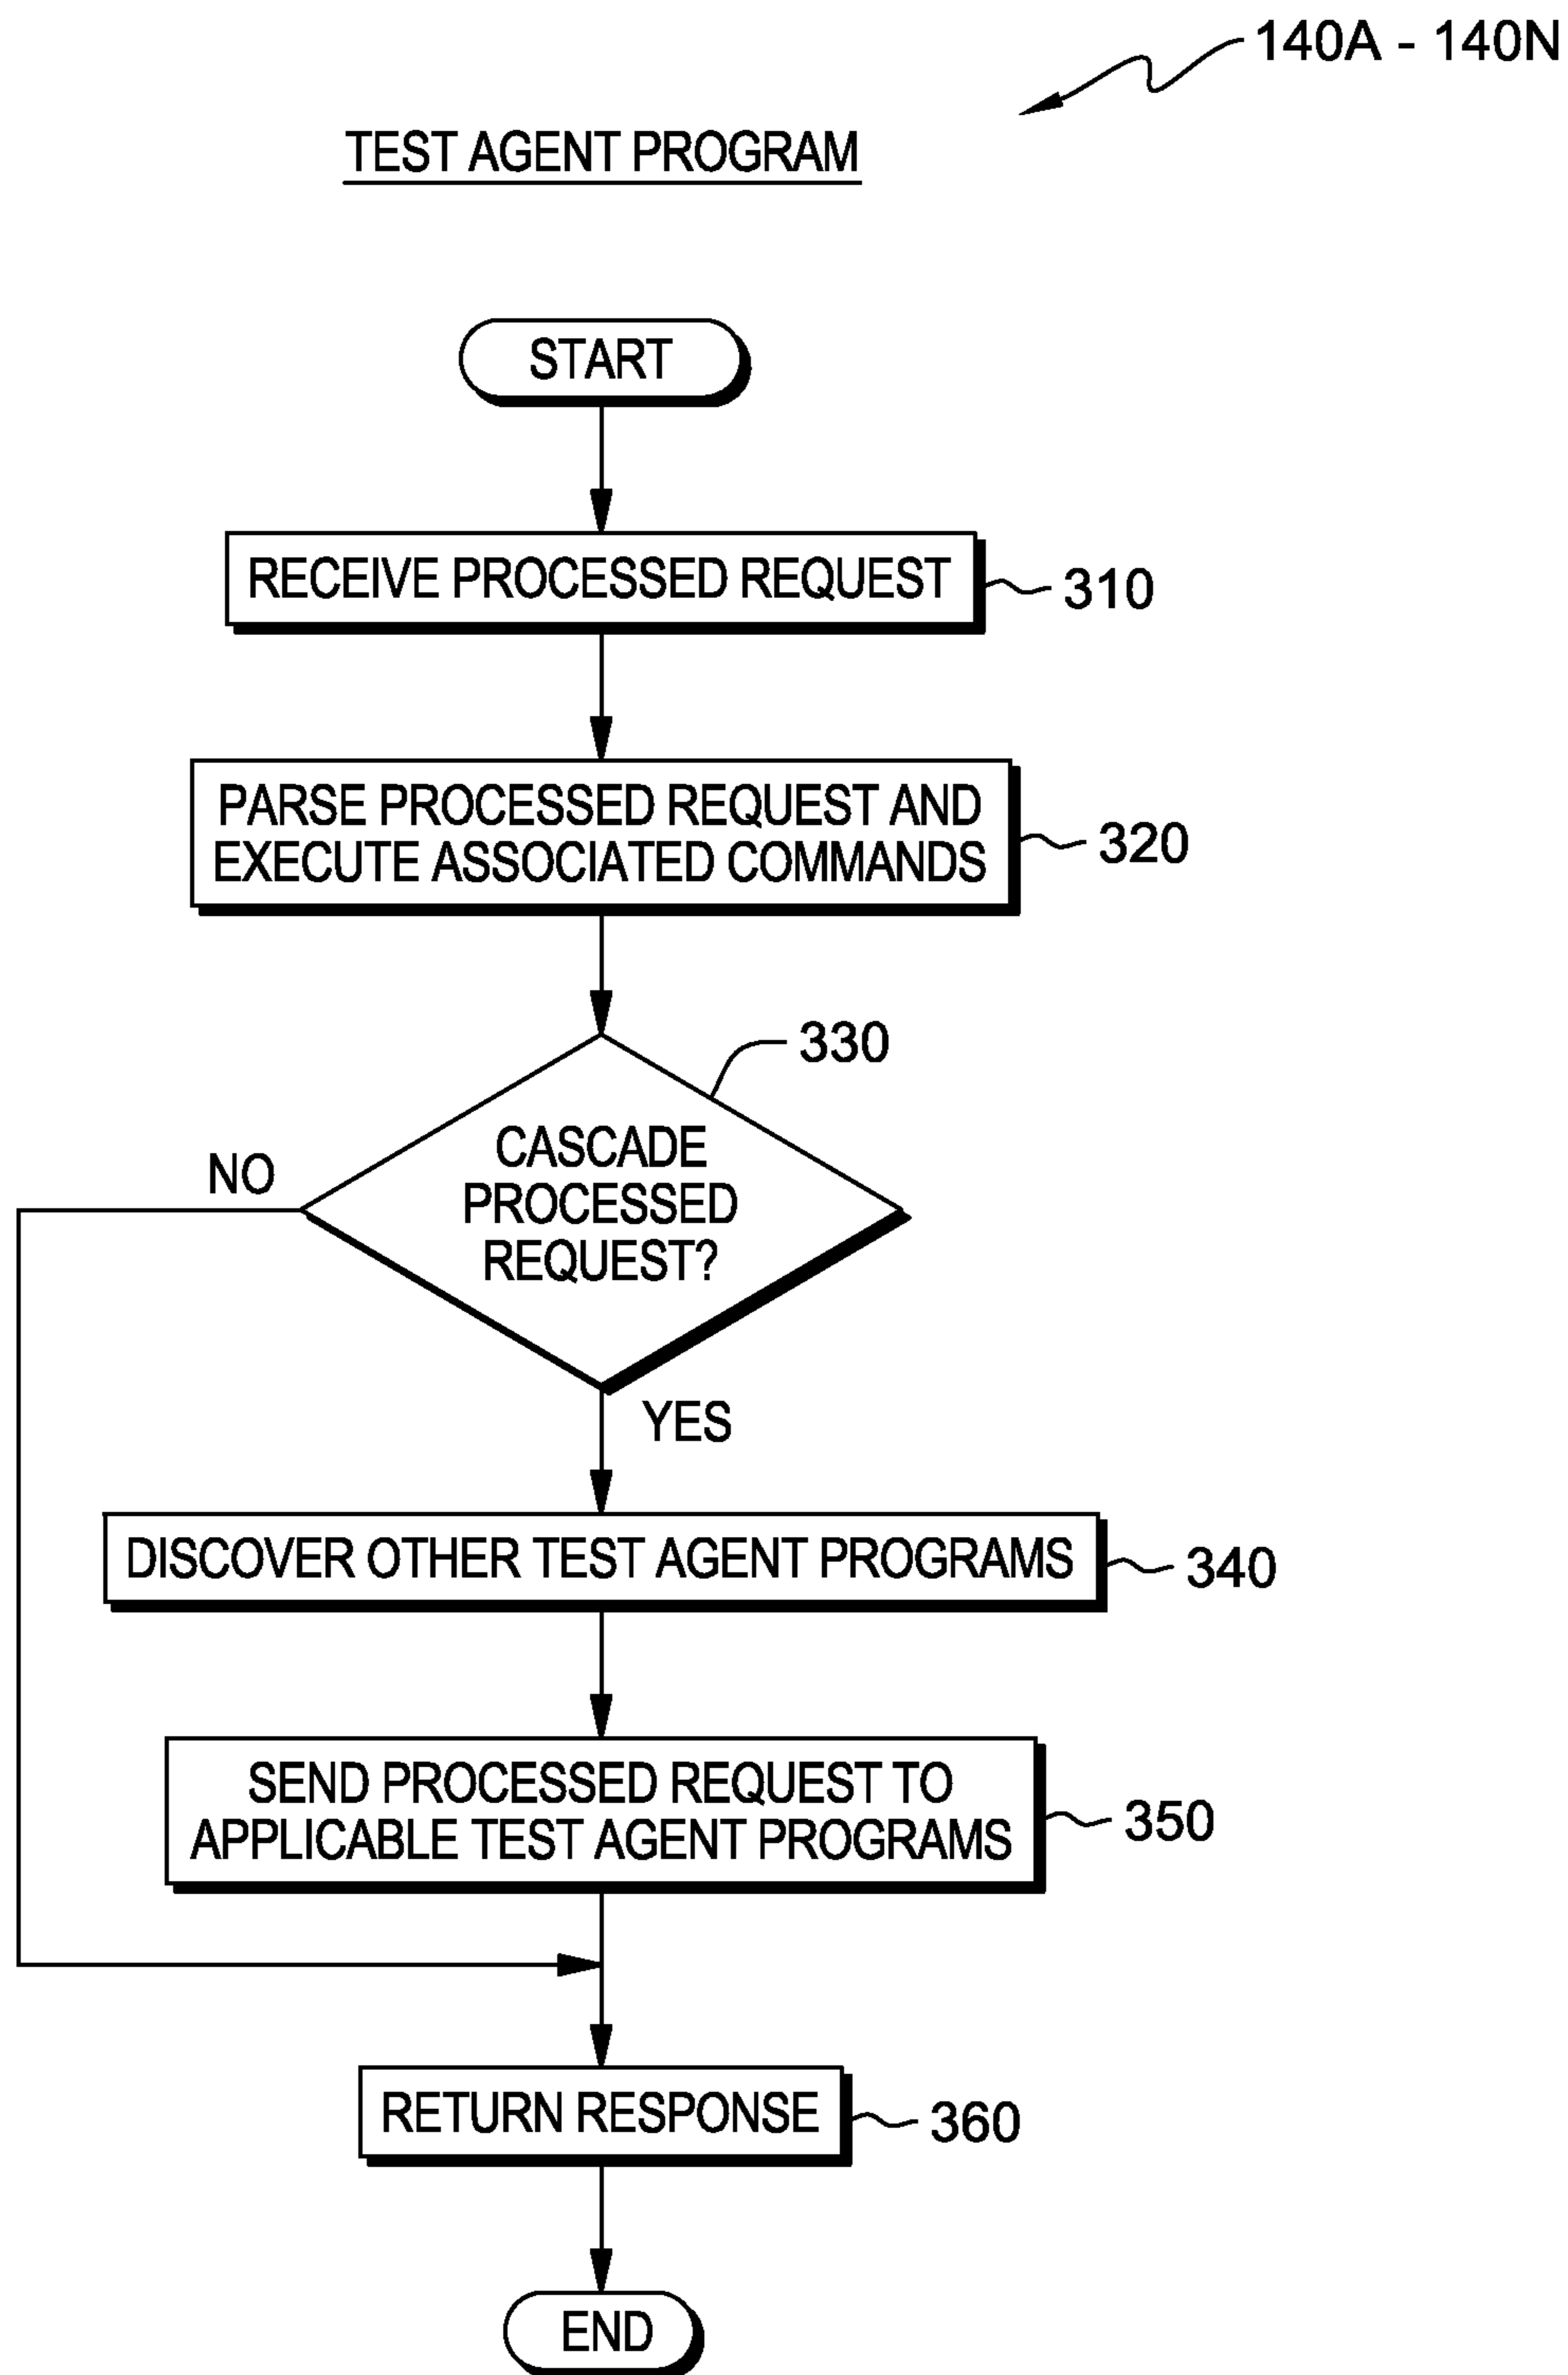 140A - 140N
TEST AGENT PROGRAM
START
RECEIVE PROCESSED REQUEST
310
PARSE PROCESSED REQUEST AND
EXECUTE ASSOCIATED COMMANDS
320
330
CASCADE
PROCESSED
REQUEST?
NO
YES
DISCOVER OTHER TEST AGENT PROGRAMS
340
SEND PROCESSED REQUEST TO
APPLICABLE TEST AGENT PROGRAMS
350
RETURN RESPONSE
360
END